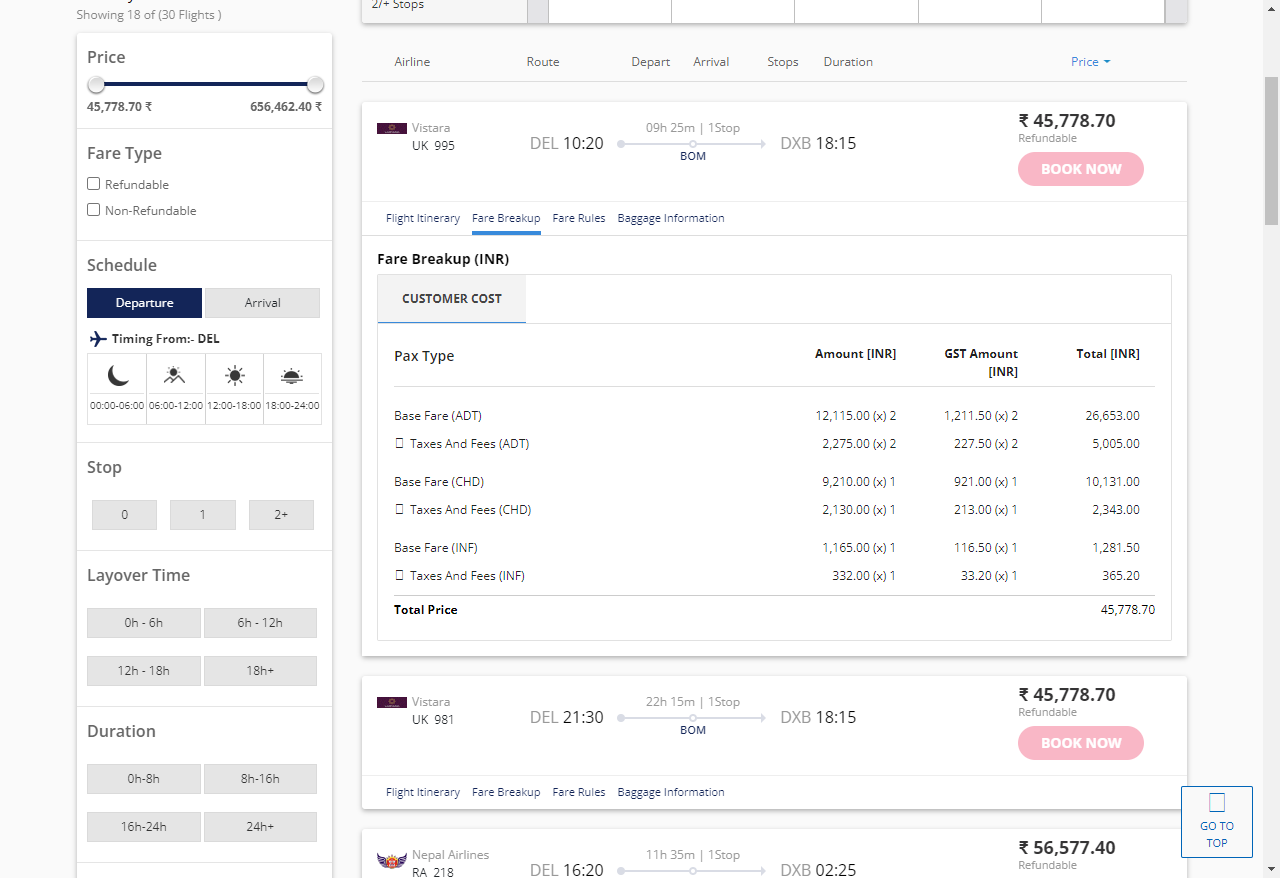 Showing 18 of (30 Flights )
Price
45,778.70 ₹ 656,462.40 ₹
Fare Type
Refundable
Non-Refundable
Schedule
Departure Arrival
Timing From:- DEL
00:00-06:00 06:00-12:00 12:00-18:00 18:00-24:00
Stop
0 1 2+
Layover Time
0h - 6h 6h - 12h
12h - 18h 18h+
Duration
0h-8h 8h-16h
16h-24h 24h+
2/+ Stops
Airline Route Depart Arrival Stops Duration Price
Vistara
UK 995
DEL 10:20
09h 25m | 1Stop
BOM
DXB 18:15
₹ 45,778.70
Refundable
BOOK NOW
Flight Itinerary Fare Breakup Fare Rules Baggage Information
Fare Breakup (INR)
CUSTOMER COST
Pax Type Amount [INR] GST Amount [INR] Total [INR]
Base Fare (ADT) 12,115.00 (x) 2 1,211.50 (x) 2 26,653.00
Taxes And Fees (ADT) 2,275.00 (x) 2 227.50 (x) 2 5,005.00
Base Fare (CHD) 9,210.00 (x) 1 921.00 (x) 1 10,131.00
Taxes And Fees (CHD) 2,130.00 (x) 1 213.00 (x) 1 2,343.00
Base Fare (INF) 1,165.00 (x) 1 116.50 (x) 1 1,281.50
Taxes And Fees (INF) 332.00 (x) 1 33.20 (x) 1 365.20
Total Price 45,778.70
Vistara
UK 981
DEL 21:30
22h 15m | 1Stop
BOM
DXB 18:15
₹ 45,778.70
Refundable
BOOK NOW
Flight Itinerary Fare Breakup Fare Rules Baggage Information
Nepal Airlines
RA 218
DEL 16:20
11h 35m | 1Stop
DXB 02:25
₹ 56,577.40
Refundable
GO TO
TOP